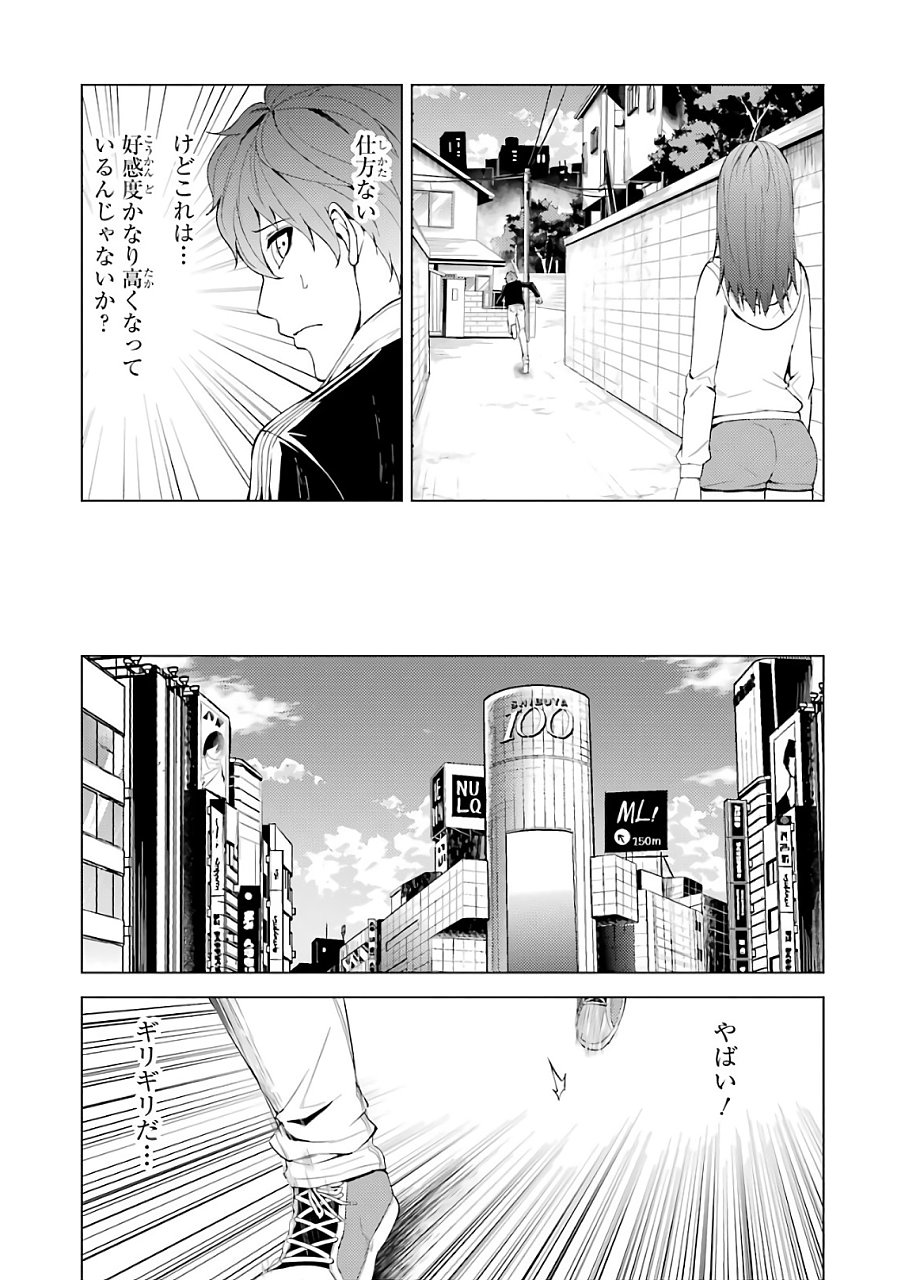 仕方ない
けどこれは…
好感度かなり高くなって
いるんじゃないか？
SHIBUYA
100
NU
LQ
ML!
150m
やばい！
ギリギリだ…